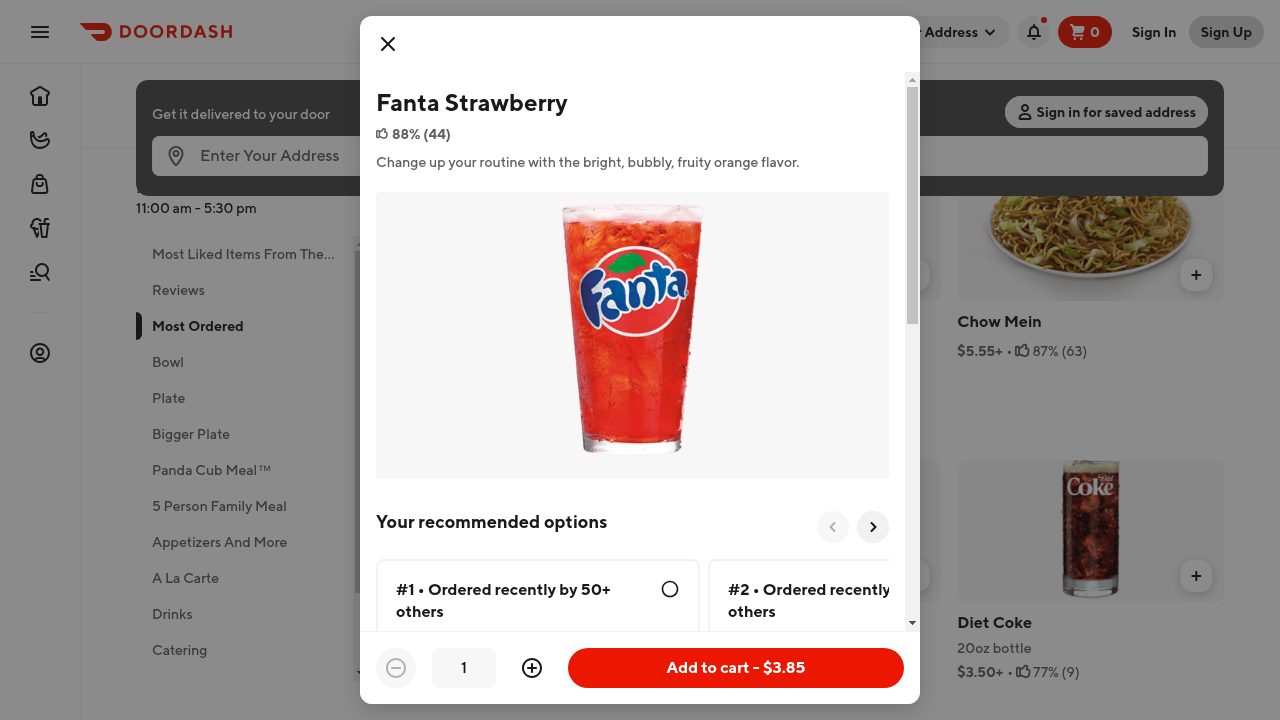 DOORDASH
Address
0
Sign In
Sign Up
Get it delivered to your door
Sign in for saved address
Enter Your Address
11:00 am - 5:30 pm
Most Liked Items From The...
Reviews
Most Ordered
Bowl
Plate
Bigger Plate
Panda Cub Meal™
5 Person Family Meal
Appetizers And More
A La Carte
Drinks
Catering
Fanta Strawberry
88% (44)
Change up your routine with the bright, bubbly, fruity orange flavor.
Fanta
Your recommended options
#1 • Ordered recently by 50+
others
#2 • Ordered recently
others
1
Add to cart - $3.85
Chow Mein
$5.55+ • 87% (63)
Diet
Coke
Diet Coke
20oz bottle
$3.50+ • 77% (9)